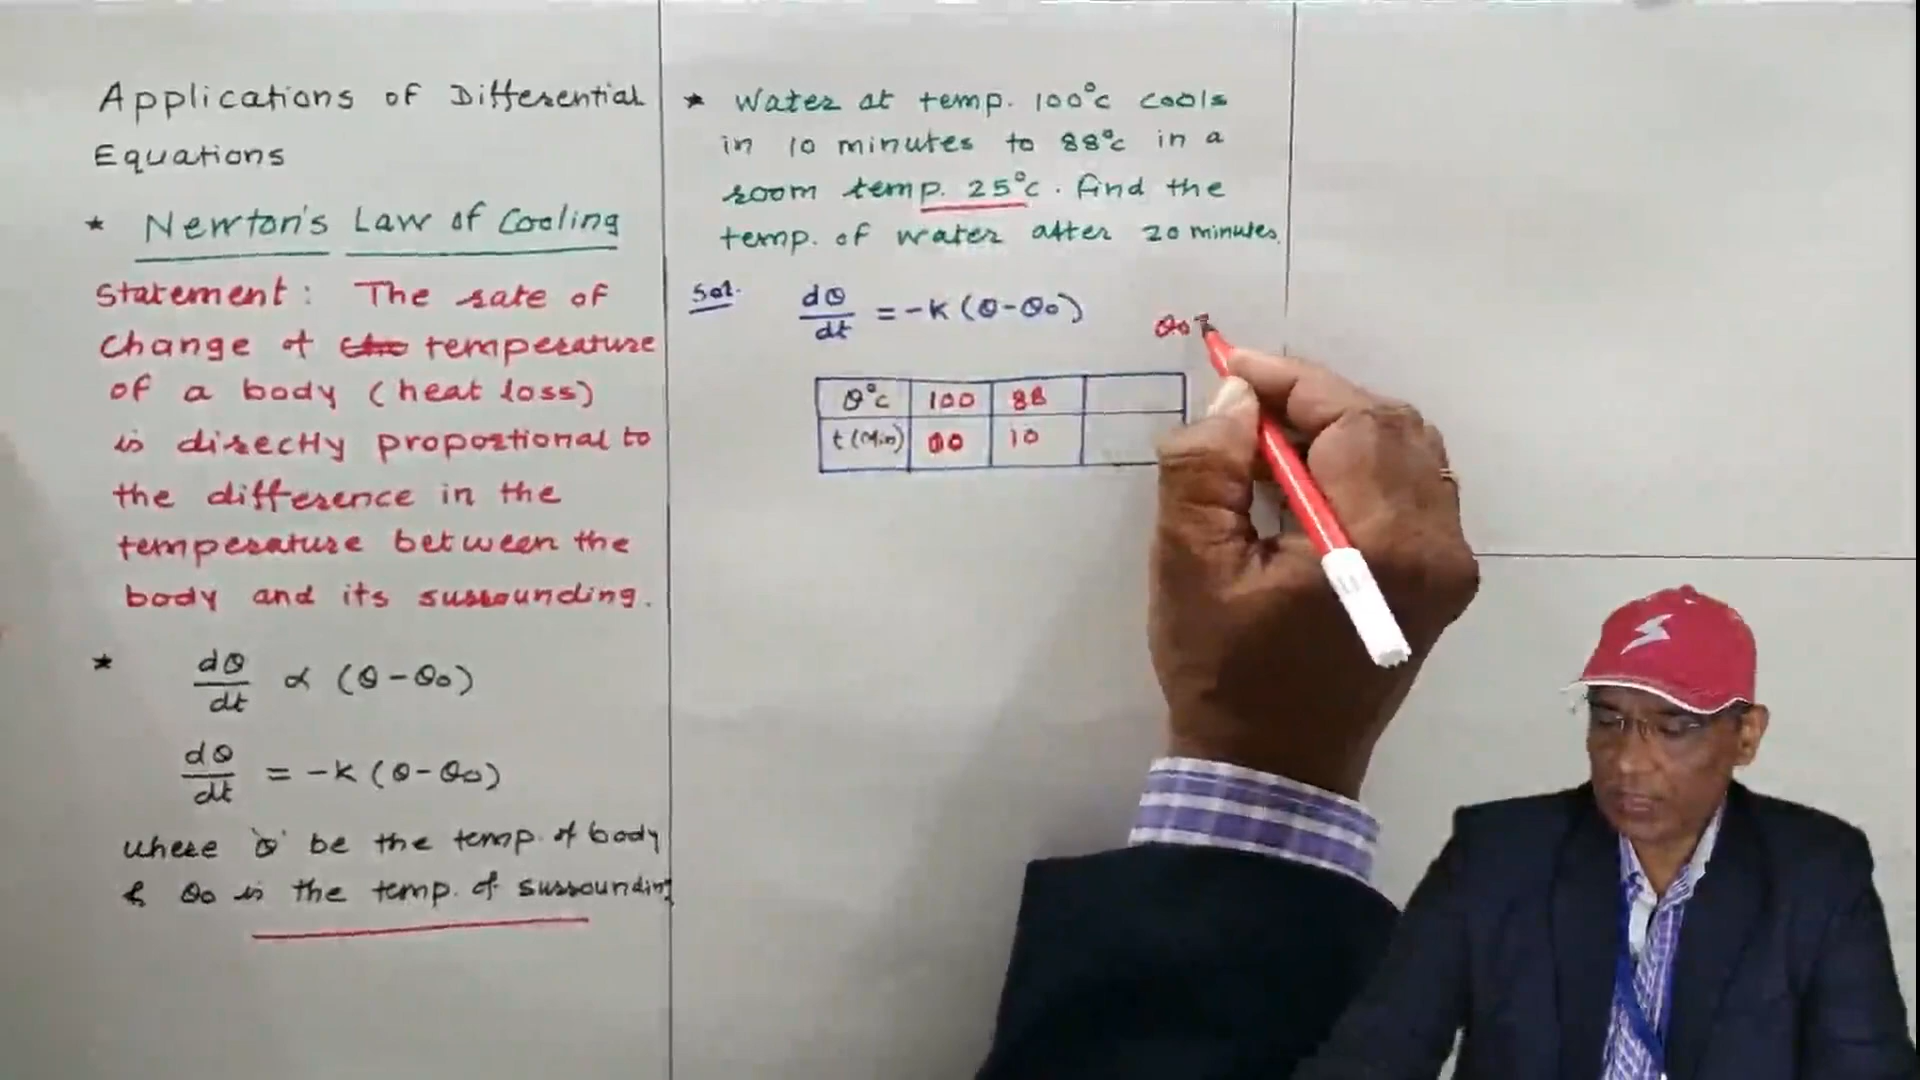 Applications of Differential
Equations
* Newton's Law of Cooling
Statement: The rate of
change of temperature
of a body (heat loss)
is directly proportional to
the difference in the
temperature between the
body and its surrounding.
* dθ/dt ∝ (θ-θ₀)
dθ/dt = -k(θ-θ₀)
where 'θ' be the temp. of body
& θ₀ is the temp. of surrounding
* Water at temp. 100°c cools
in 10 minutes to 88°c in a
room temp. 25°c. find the
temp. of water after 20 minutes.
Sol. dθ/dt = -k(θ-θ₀) θ₀
θ°c 100 88
t(Min) 00 10